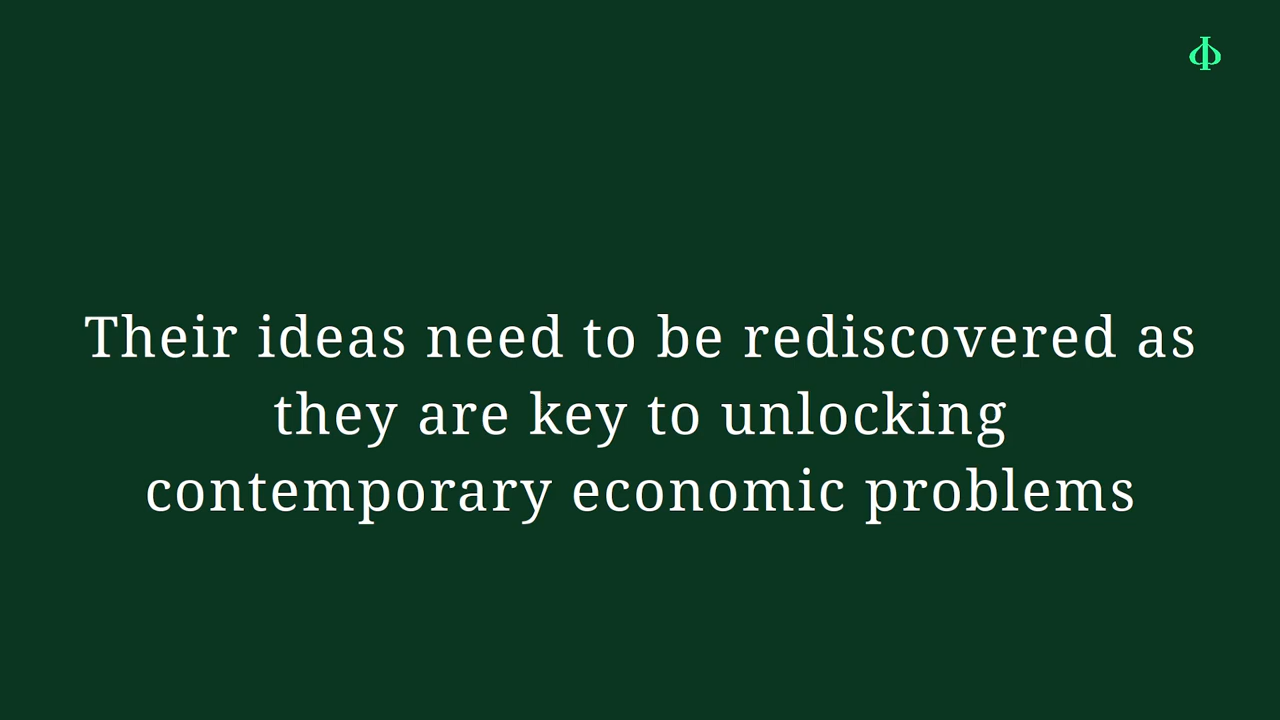 Φ
Their ideas need to be rediscovered as
they are key to unlocking
contemporary economic problems